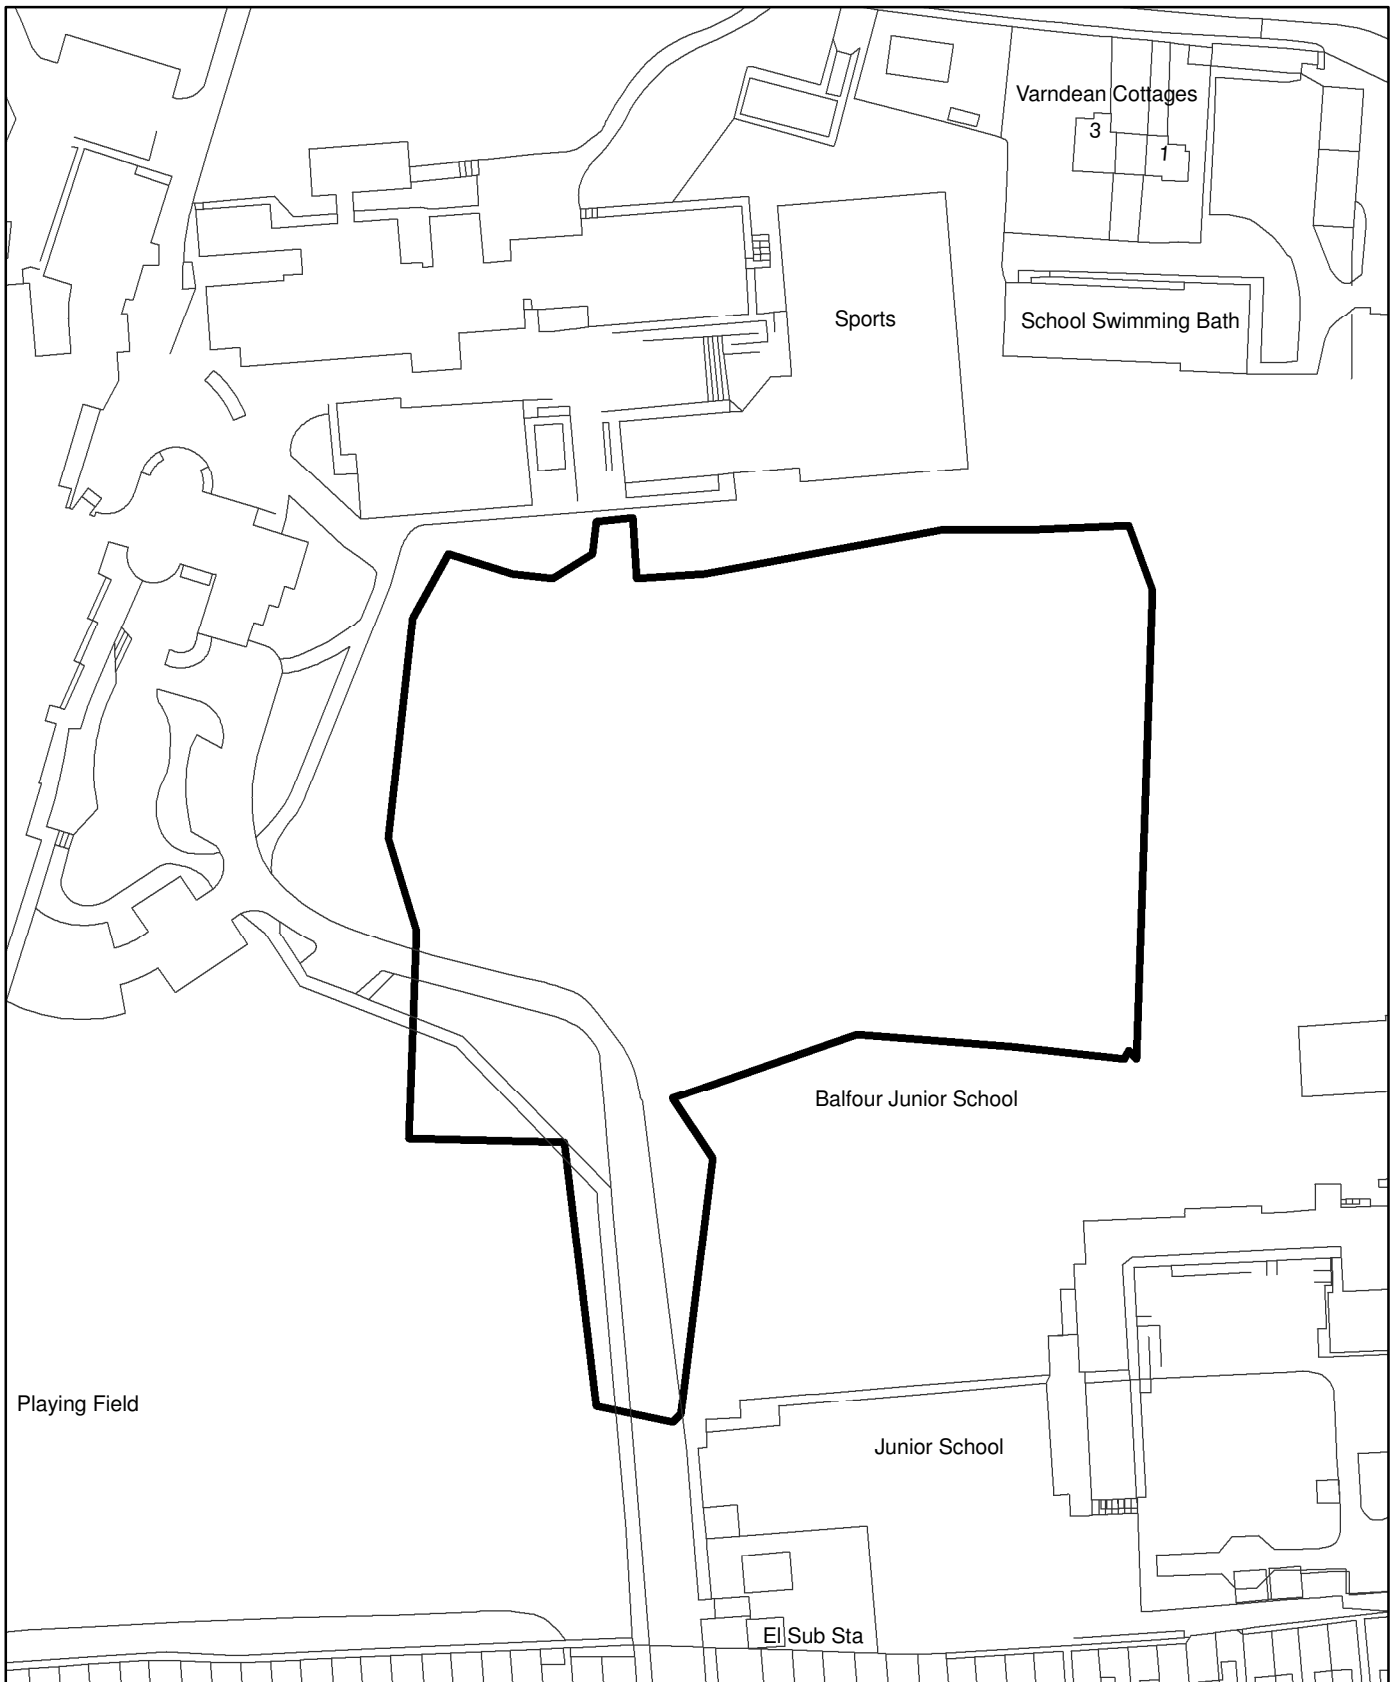 Varndean Cottages
3
1
Sports
School Swimming Bath
Balfour Junior School
Playing Field
Junior School
El Sub Sta